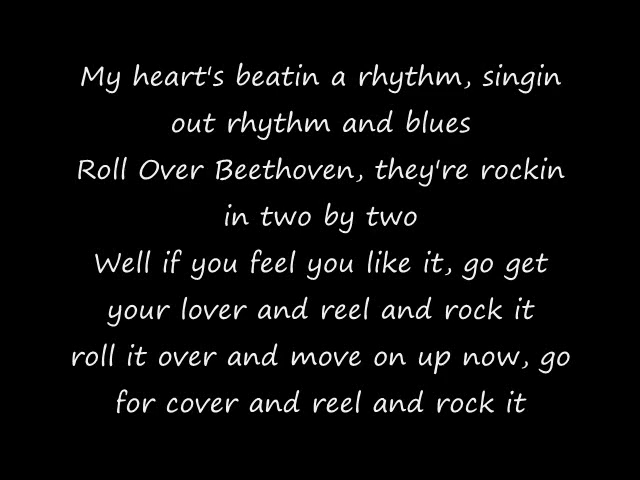 My heart's beatin a rhythm, singin
out rhythm and blues
Roll Over Beethoven, they're rockin
in two by two
Well if you feel you like it, go get
your lover and reel and rock it
roll it over and move on up now, go
for cover and reel and rock it